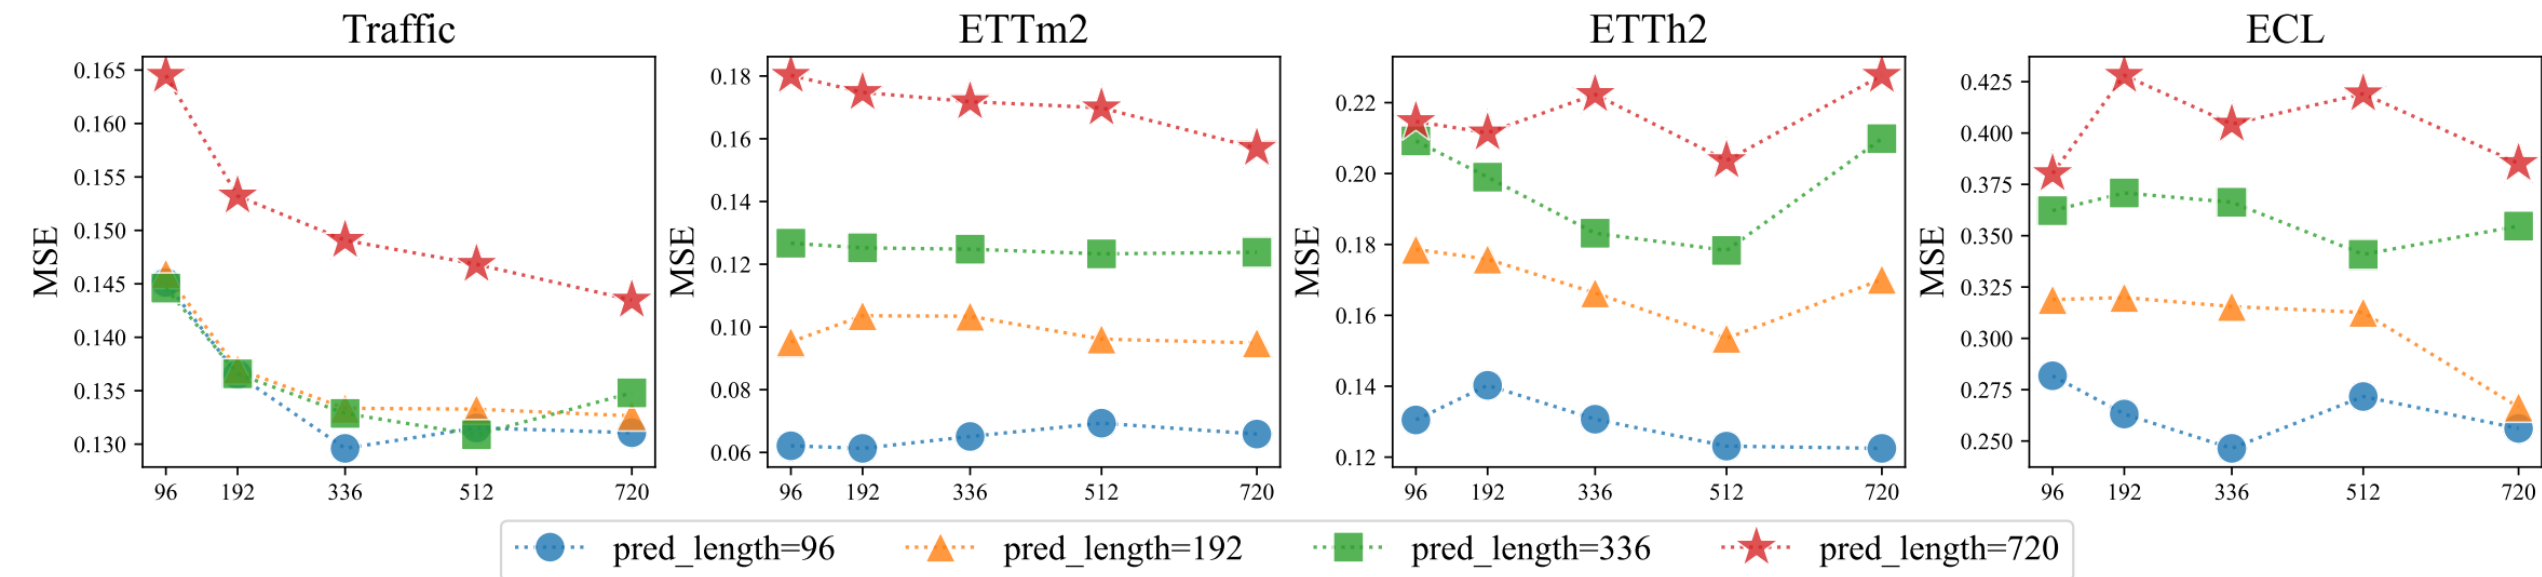 Traffic
MSE
0.165
0.160
0.155
0.150
0.145
0.140
0.135
0.130
96 192 336 512 720
ETTm2
MSE
0.18
0.16
0.14
0.12
0.10
0.08
0.06
96 192 336 512 720
ETTh2
MSE
0.22
0.20
0.18
0.16
0.14
0.12
96 192 336 512 720
ECL
MSE
0.425
0.400
0.375
0.350
0.325
0.300
0.275
0.250
96 192 336 512 720
pred_length=96 pred_length=192 pred_length=336 pred_length=720